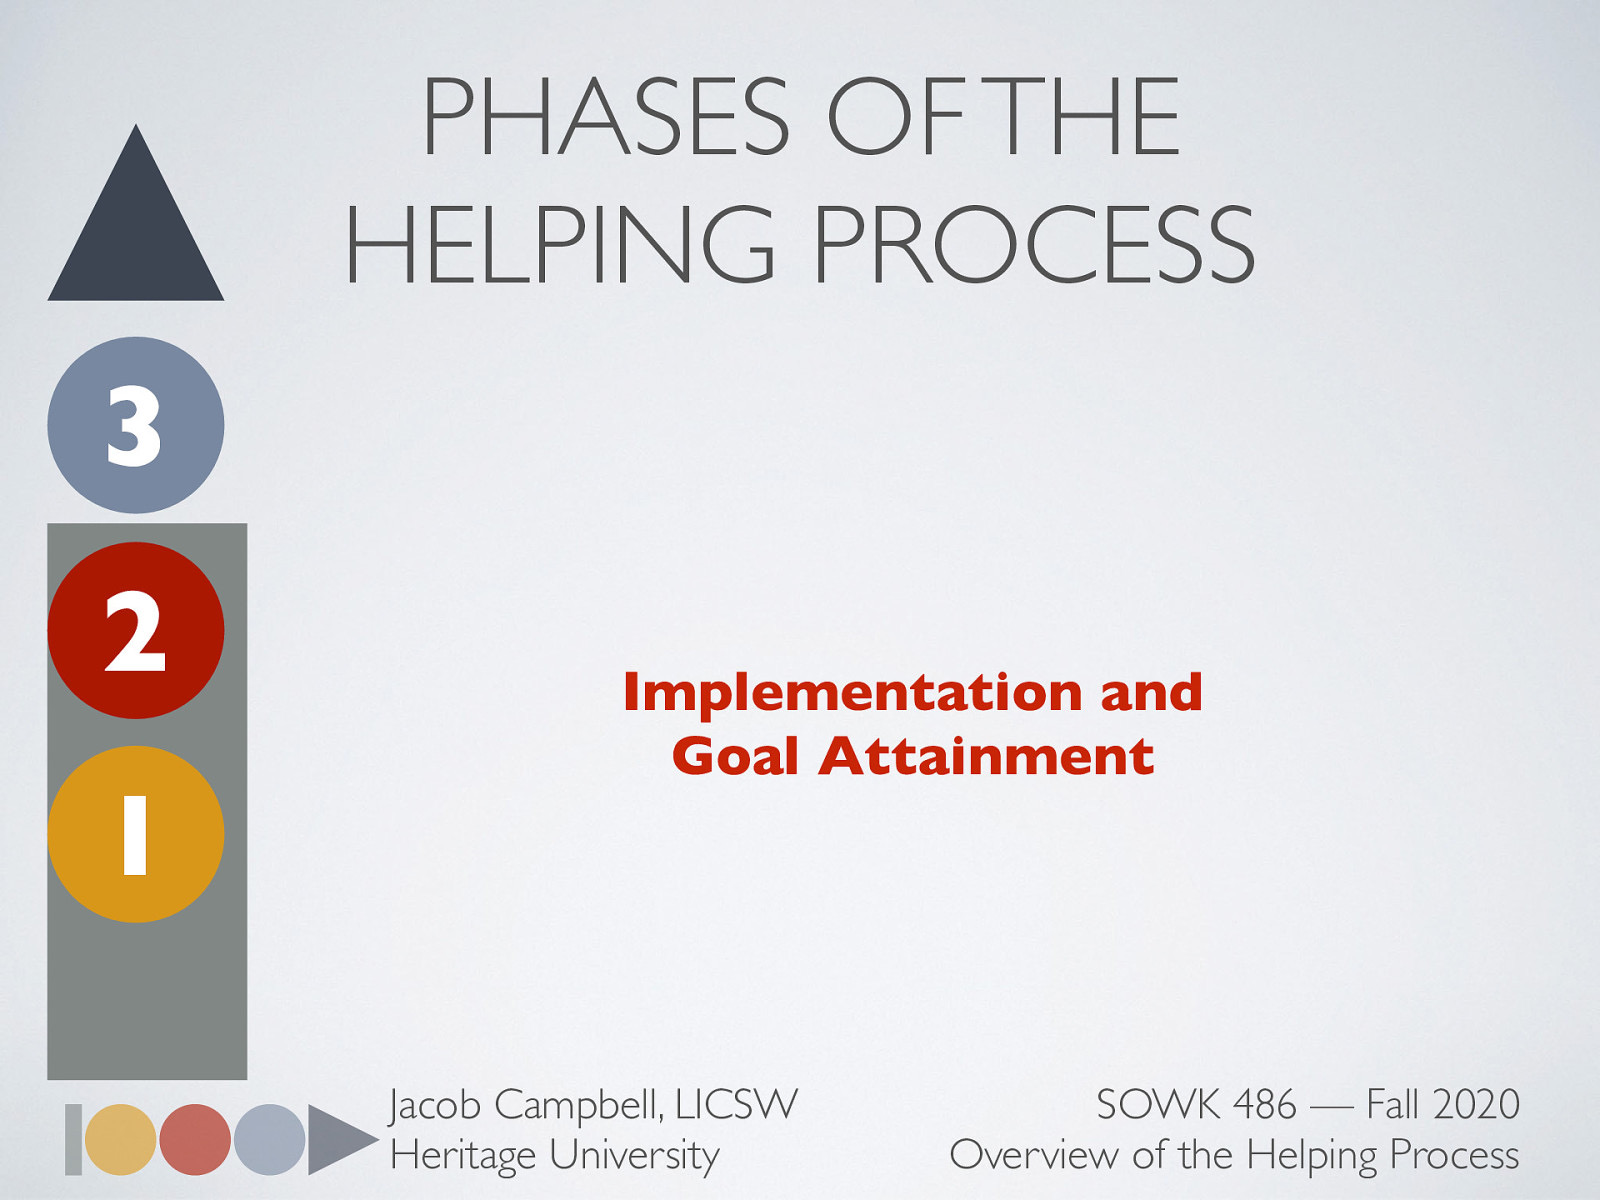 PHASES OF THE
HELPING PROCESS
3
2
1
Implementation and
Goal Attainment
Jacob Campbell, LICSW
Heritage University
SOWK 486 — Fall 2020
Overview of the Helping Process